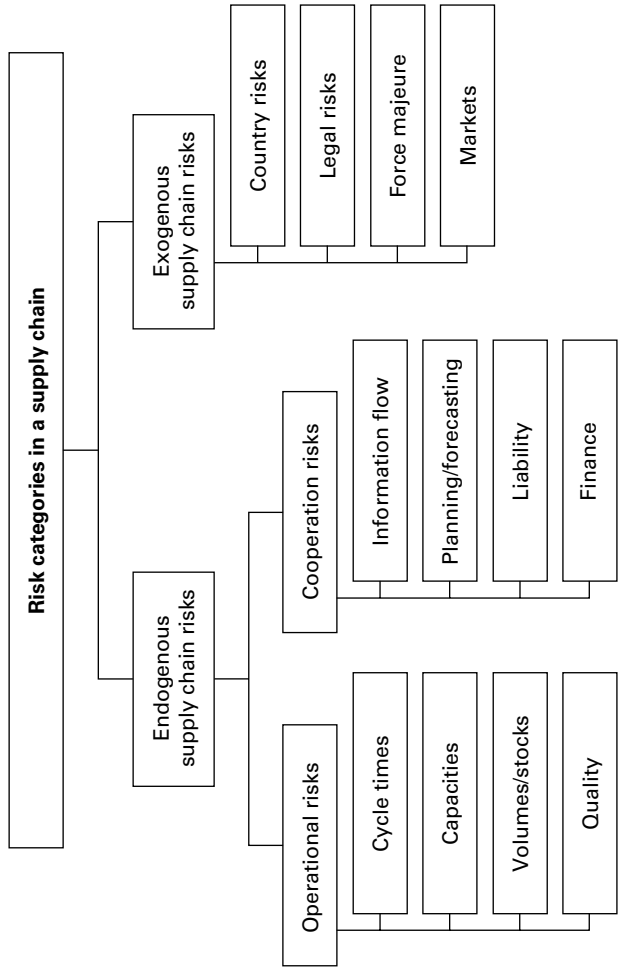 Risk categories in a supply chain
Endogenous
supply chain risks
Operational risks
Cycle times
Capacities
Volumes/stocks
Quality
Cooperation risks
Information flow
Planning/forecasting
Liability
Finance
Exogenous
supply chain risks
Country risks
Legal risks
Force majeure
Markets